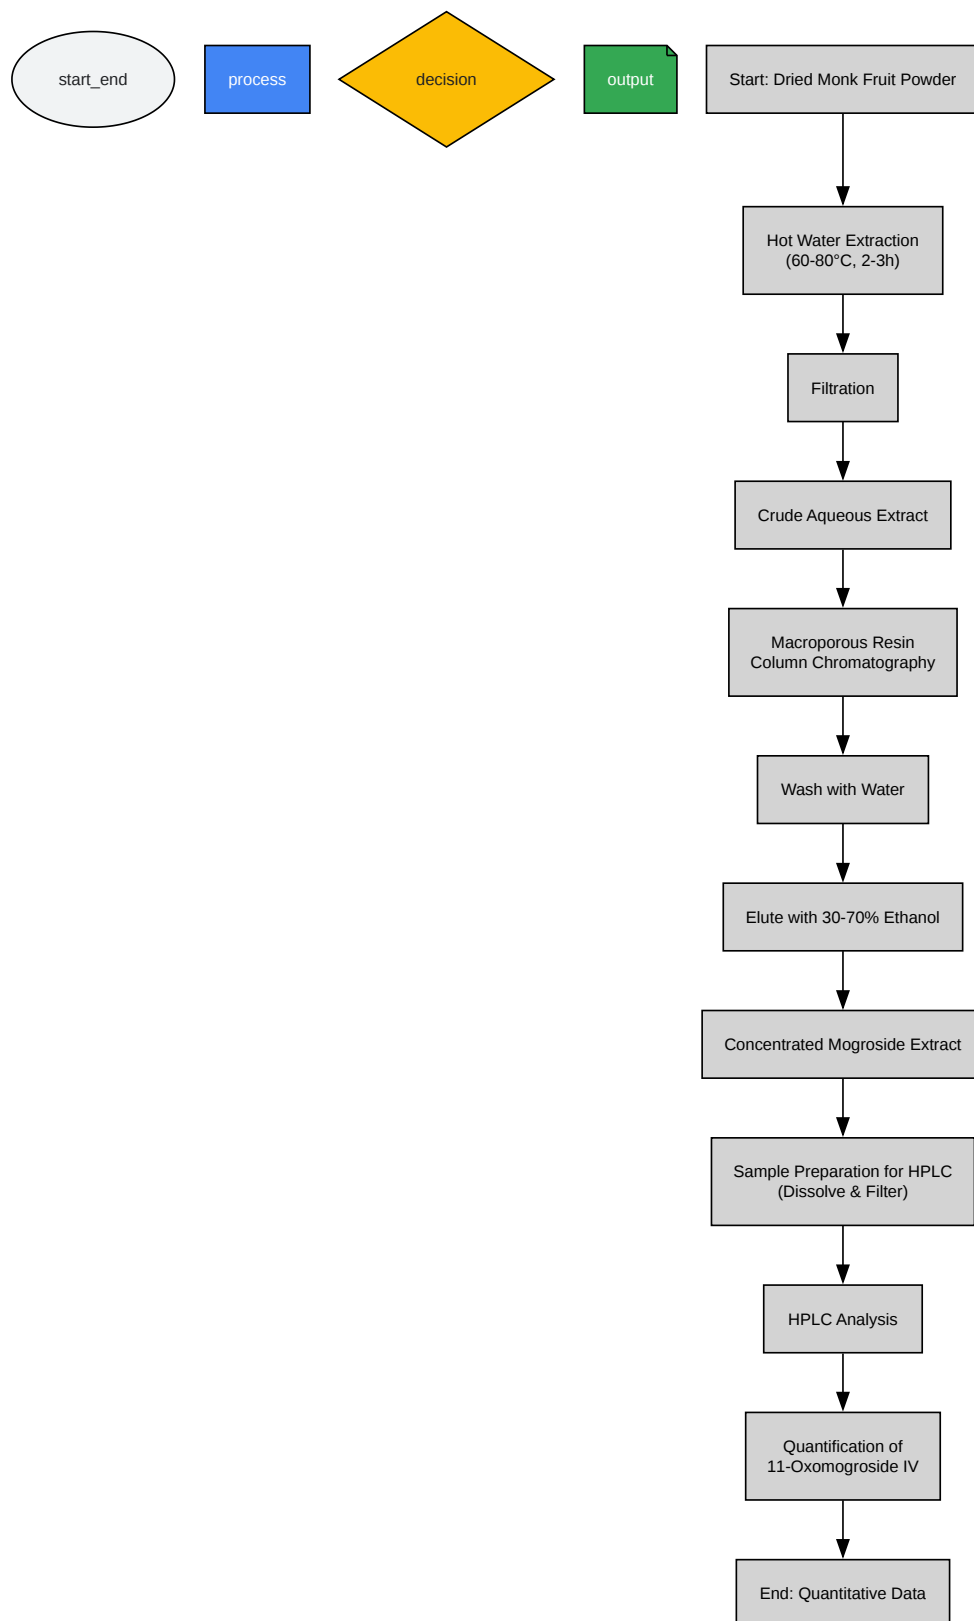 start_end
process
decision
output
Start: Dried Monk Fruit Powder
Hot Water Extraction
(60-80°C, 2-3h)
Filtration
Crude Aqueous Extract
Macroporous Resin
Column Chromatography
Wash with Water
Elute with 30-70% Ethanol
Concentrated Mogroside Extract
Sample Preparation for HPLC
(Dissolve & Filter)
HPLC Analysis
Quantification of
11-Oxomogroside IV
End: Quantitative Data